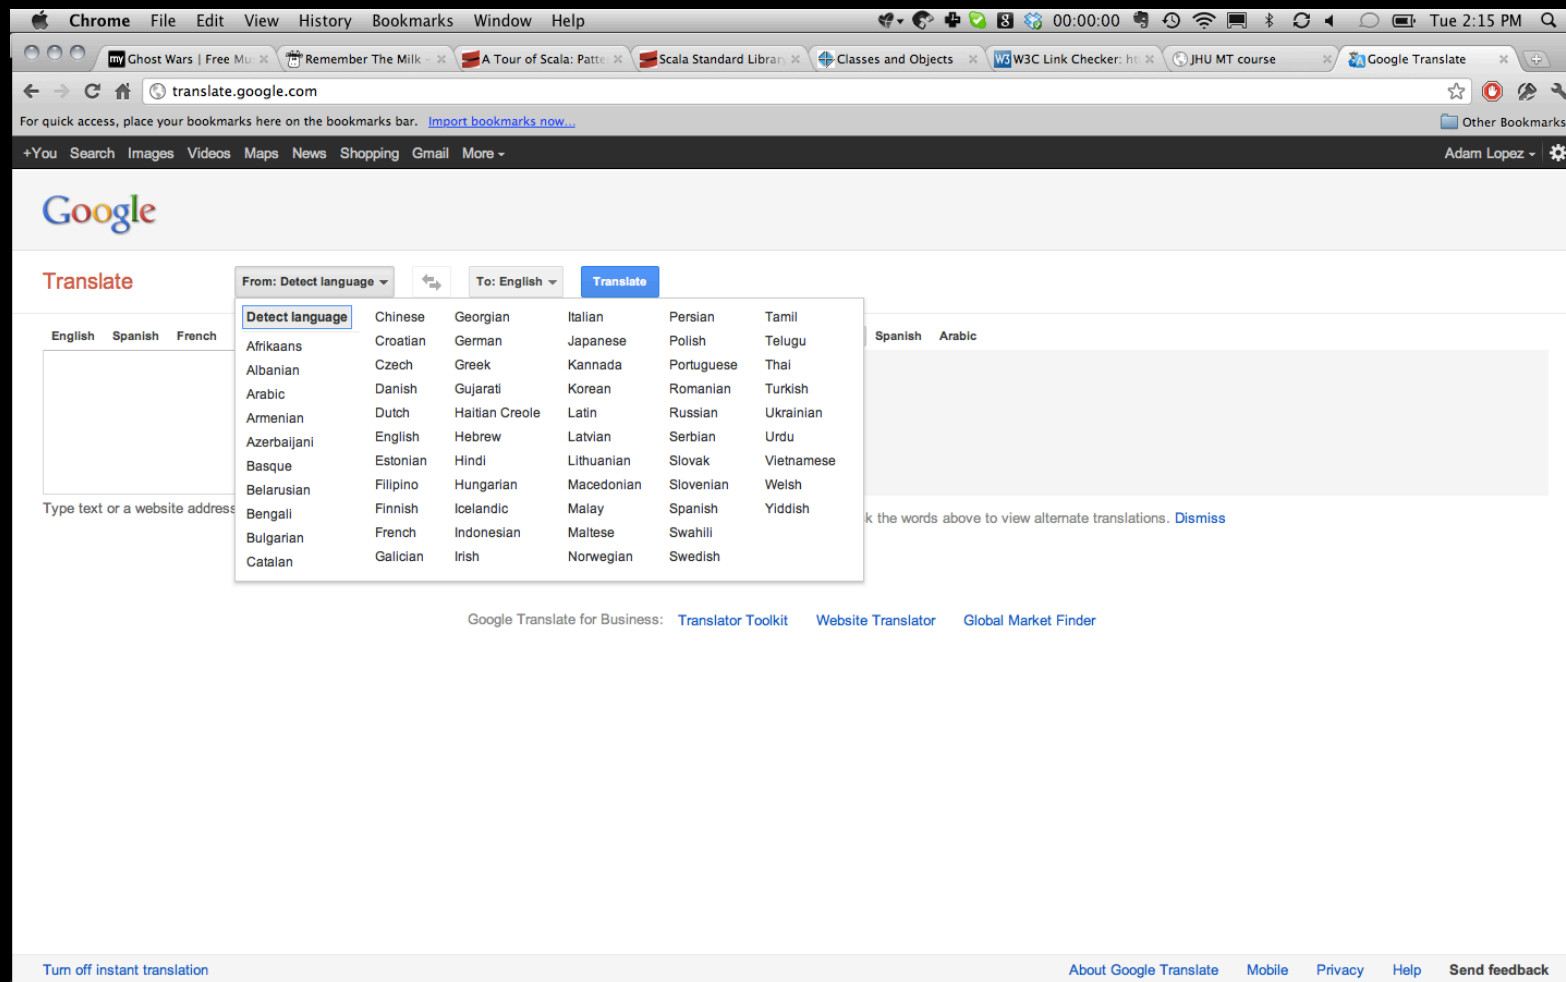 Chrome File Edit View History Bookmarks Window Help 00:00:00 Tue 2:15 PM
my Ghost Wars | Free Mu Remember The Milk - A Tour of Scala: Patte Scala Standard Library Classes and Objects W3 W3C Link Checker: ht JHU MT course Google Translate
translate.google.com
For quick access, place your bookmarks here on the bookmarks bar. Import bookmarks now... Other Bookmarks
+You Search Images Videos Maps News Shopping Gmail More Adam Lopez
Google
Translate From: Detect language To: English Translate
Detect language Chinese Georgian Italian Persian Tamil
English Spanish French Spanish Arabic
Afrikaans Croatian German Japanese Polish Telugu
Albanian Czech Greek Kannada Portuguese Thai
Arabic Danish Gujarati Korean Romanian Turkish
Armenian Dutch Haitian Creole Latin Russian Ukrainian
Azerbaijani English Hebrew Latvian Serbian Urdu
Basque Estonian Hindi Lithuanian Slovak Vietnamese
Belarusian Filipino Hungarian Macedonian Slovenian Welsh
Bengali Finnish Icelandic Malay Spanish Yiddish
Bulgarian French Indonesian Maltese Swahili
Catalan Galician Irish Norwegian Swedish
Type text or a website address k the words above to view alternate translations. Dismiss
Google Translate for Business: Translator Toolkit Website Translator Global Market Finder
Turn off instant translation About Google Translate Mobile Privacy Help Send feedback